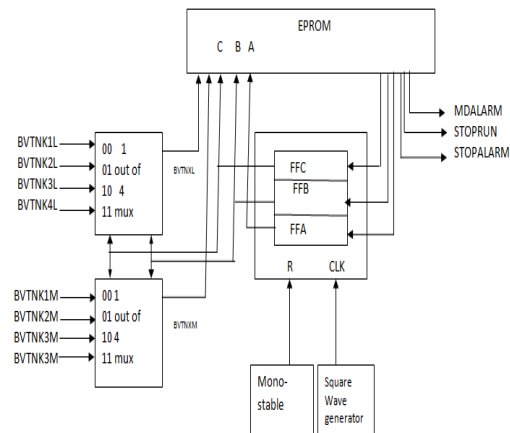 EPROM
C B A
MDALARM
STOPRUN
STOPALARM
BVTNK1L
BVTNK2L
BVTNK3L
BVTNK4L
00 1
01 out of
10 4
11 mux
BVTNXL
FFC
FFB
FFA
R CLK
BVTNK1M
BVTNK2M
BVTNK3M
BVTNK3M
00 1
01 out of
10 4
11 mux
BVTNXM
Mono-
stable
Square
Wave
generator